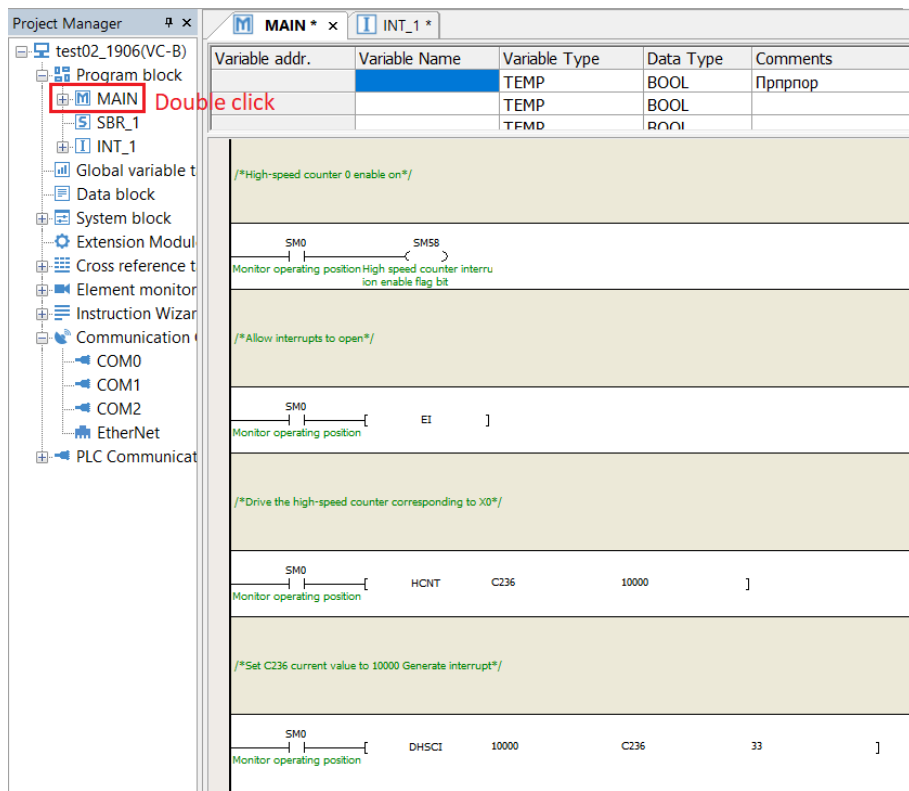 Project Manager
test02_1906(VC-B)
Program block
MAIN
Double click
SBR_1
INT_1
Global variable t
Data block
System block
Extension Modul
Cross reference t
Element monitor
Instruction Wizar
Communication
COM0
COM1
COM2
EtherNet
PLC Communicat
MAIN * × INT_1 *
Variable addr. Variable Name Variable Type Data Type Comments
TEMP BOOL Прпрпор
TEMP BOOL
TEMP BOOL
/*High-speed counter 0 enable on*/
SM0 SM58
Monitor operating position High speed counter interru
ion enable flag bit
/*Allow interrupts to open*/
SM0
[ EI ]
Monitor operating position
/*Drive the high-speed counter corresponding to X0*/
SM0
[ HCNT C236 10000 ]
Monitor operating position
/*Set C236 current value to 10000 Generate interrupt*/
SM0
[ DHSCI 10000 C236 33 ]
Monitor operating position